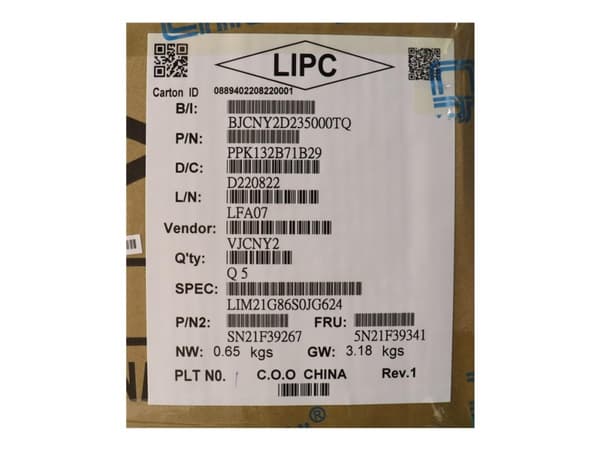 LIPC
Carton ID 0889402208220001
B/I:
BJCNY2D235000TQ
P/N:
PPK132B71B29
D/C:
D220822
L/N:
LFA07
Vendor:
VJCNY2
Q'ty:
Q 5
SPEC:
LIM21G86S0JG624
P/N2: FRU:
SN21F39267 5N21F39341
NW: 0.65 kgs GW: 3.18 kgs
PLT NO. C.O.O CHINA Rev.1